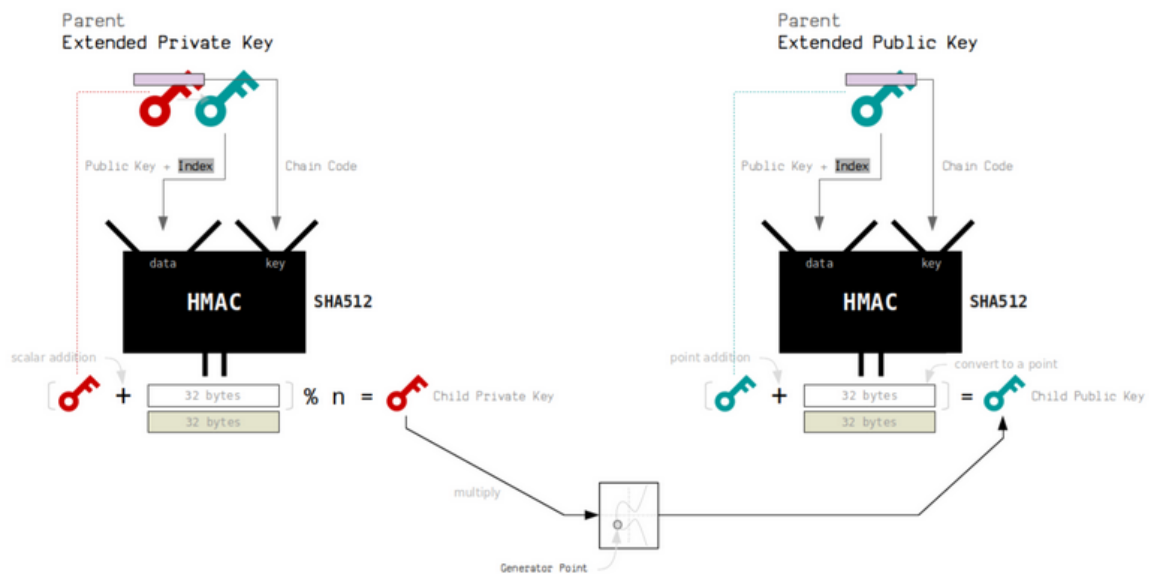 Parent
Extended Private Key
Parent
Extended Public Key
Public Key + Index
Chain Code
Public Key + Index
Chain Code
data
key
HMAC
SHA512
data
key
HMAC
SHA512
scalar addition
+
32 bytes
% n =
Child Private Key
32 bytes
point addition
convert to a point
+
32 bytes
=
Child Public Key
32 bytes
multiply
Generator Point